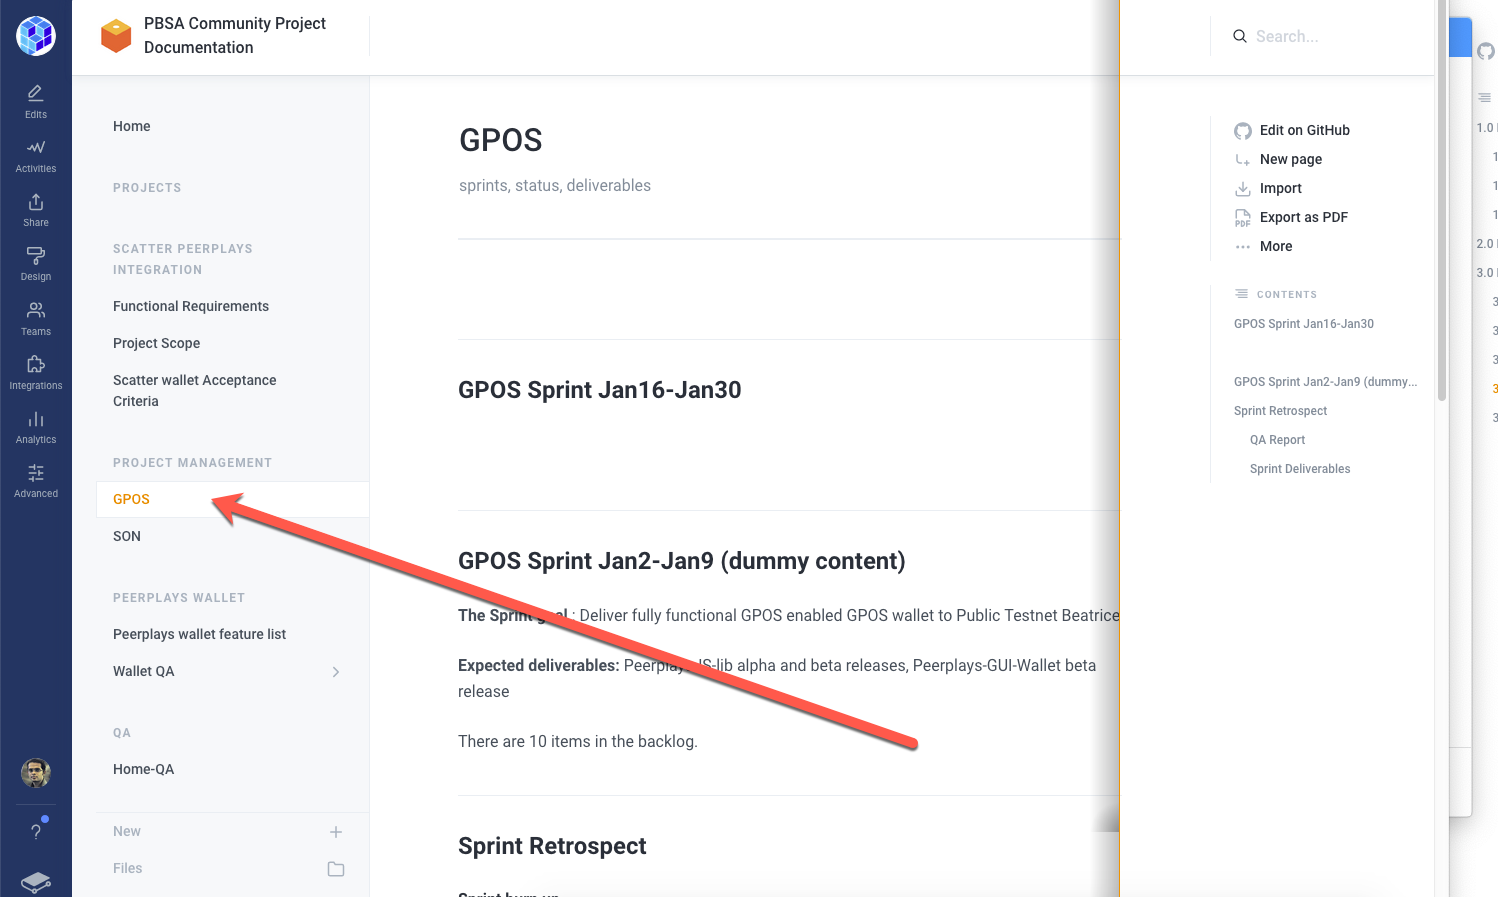 PBSA Community Project
Documentation
Search...
Edits
Activities
Share
Design
Teams
Integrations
Analytics
Advanced
?
Home
PROJECTS
SCATTER PEERPLAYS
INTEGRATION
Functional Requirements
Project Scope
Scatter wallet Acceptance
Criteria
PROJECT MANAGEMENT
GPOS
SON
PEERPLAYS WALLET
Peerplays wallet feature list
Wallet QA
QA
Home-QA
New
Files
GPOS
sprints, status, deliverables
GPOS Sprint Jan16-Jan30
GPOS Sprint Jan2-Jan9 (dummy content)
The Sprint goal : Deliver fully functional GPOS enabled GPOS wallet to Public Testnet Beatrice
Expected deliverables: Peerplays-JS-lib alpha and beta releases, Peerplays-GUI-Wallet beta
release
There are 10 items in the backlog.
Sprint Retrospect
Sprint burn up
Edit on GitHub
New page
Import
PDF
Export as PDF
More
CONTENTS
GPOS Sprint Jan16-Jan30
GPOS Sprint Jan2-Jan9 (dummy...
Sprint Retrospect
QA Report
Sprint Deliverables
1.0
1
1
1
2.0
3.0
3
3
3
3
3